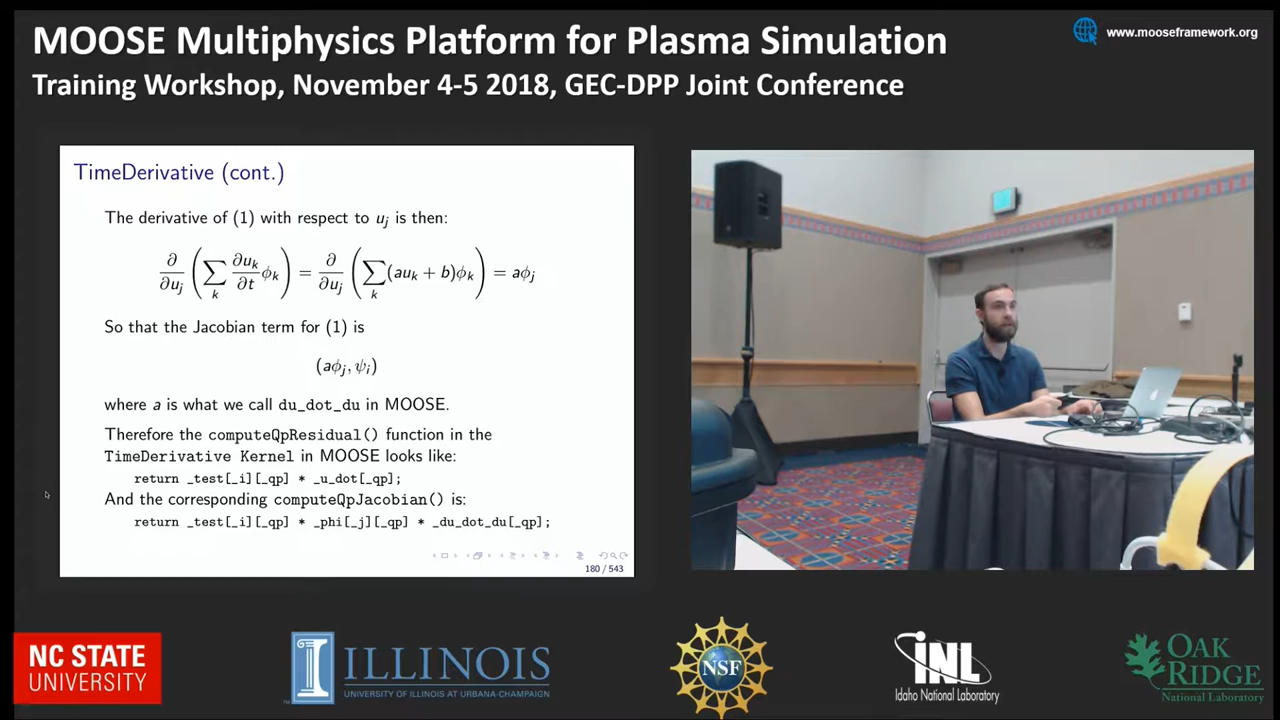 MOOSE Multiphysics Platform for Plasma Simulation
www.mooseframework.org
Training Workshop, November 4-5 2018, GEC-DPP Joint Conference
TimeDerivative (cont.)
The derivative of (1) with respect to u_j is then:
∂/∂u_j (∑_k ∂u_k/∂t ϕ_k) = ∂/∂u_j (∑_k (au_k + b)ϕ_k) = aϕ_j
So that the Jacobian term for (1) is
(aϕ_j, ψ_i)
where a is what we call du_dot_du in MOOSE.
Therefore the computeQpResidual() function in the
TimeDerivative Kernel in MOOSE looks like:
return _test[_i][_qp] * _u_dot[_qp];
And the corresponding computeQpJacobian() is:
return _test[_i][_qp] * _phi[_j][_qp] * _du_dot_du[_qp];
180 / 543
NC STATE
UNIVERSITY
ILLINOIS
UNIVERSITY OF ILLINOIS AT URBANA-CHAMPAIGN
NSF
INL
Idaho National Laboratory
OAK
RIDGE
National Laboratory